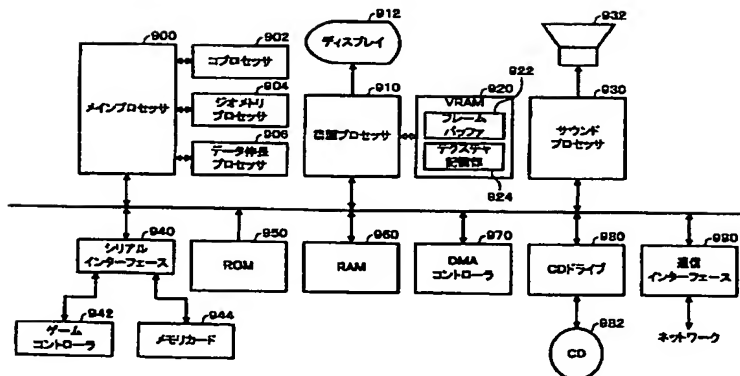 900
メインプロセッサ
902
コプロセッサ
904
ジオメトリ
プロセッサ
906
データ伸長
プロセッサ
912
ディスプレイ
910
描画プロセッサ
920
VRAM
922
フレーム
バッファ
テクスチャ
記憶部
924
932
930
サウンド
プロセッサ
940
シリアル
インターフェース
950
ROM
960
RAM
970
DMA
コントローラ
980
CDドライブ
990
通信
インターフェース
942
ゲーム
コントローラ
944
メモリカード
982
CD
ネットワーク